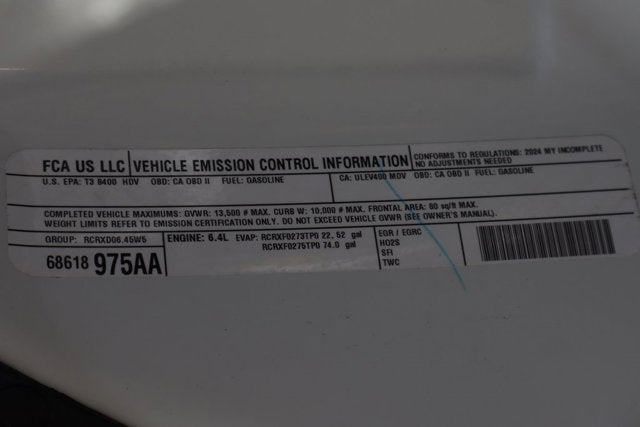 FCA US LLC VEHICLE EMISSION CONTROL INFORMATION CONFORMS TO REGULATIONS: 2024 MY INCOMPLETE
NO ADJUSTMENTS NEEDED
U.S. EPA: T3 8400 HDV OBD: CA OBD II FUEL: GASOLINE CA: ULEV400 MDV OBD: CA OBD II FUEL: GASOLINE
COMPLETED VEHICLE MAXIMUMS: GVWR: 13,500 # MAX. CURB W: 10,000 # MAX. FRONTAL AREA: 60 sq/ft MAX.
WEIGHT LIMITS REFER TO EMISSION CERTIFICATION ONLY. DO NOT EXCEED VEHICLE GVWR (SEE OWNER'S MANUAL).
GROUP: RCRXD06.45W5
68618 975AA
ENGINE: 6.4L EVAP: RCRXF0273TP0 22, 52 gal
RCRXF0275TP0 74.0 gal
EGR / EGRC
HO2S
SFI
TWC